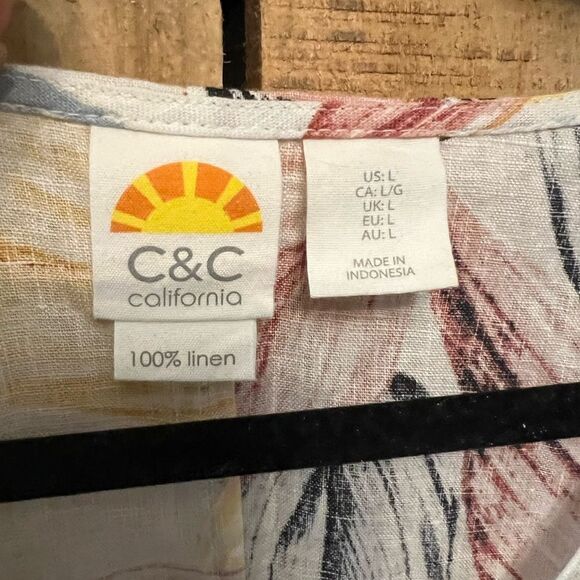 C&C
california
100% linen
US: L
CA: L/G
UK: L
EU: L
AU: L
MADE IN
INDONESIA